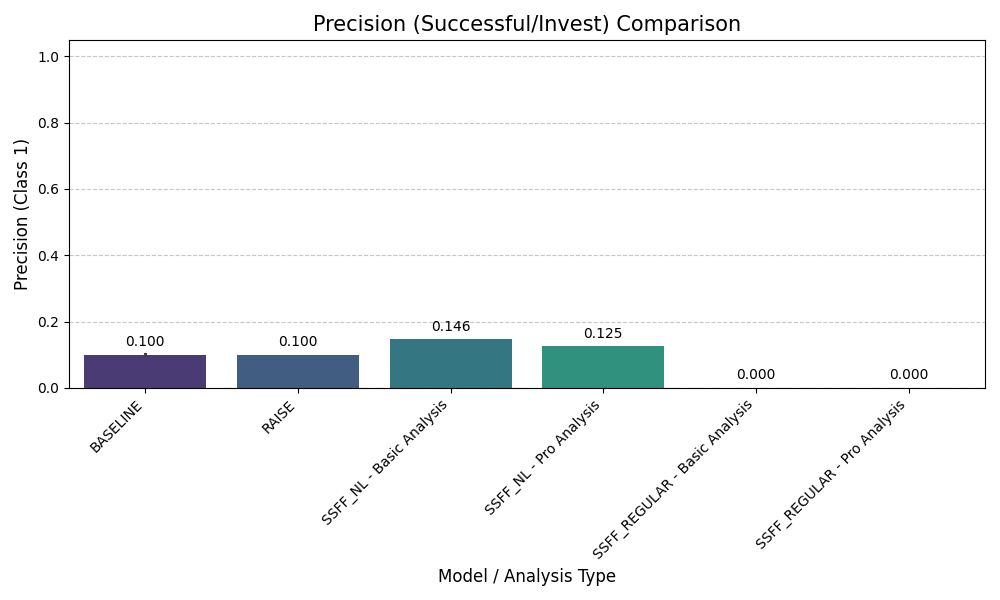 Precision (Successful/Invest) Comparison
Precision (Class 1)
1.0
0.8
0.6
0.4
0.2
0.0
0.100
0.100
0.146
0.125
0.000
0.000
BASELINE
RAISE
SSFF_NL - Basic Analysis
SSFF_NL - Pro Analysis
SSFF_REGULAR - Basic Analysis
SSFF_REGULAR - Pro Analysis
Model / Analysis Type